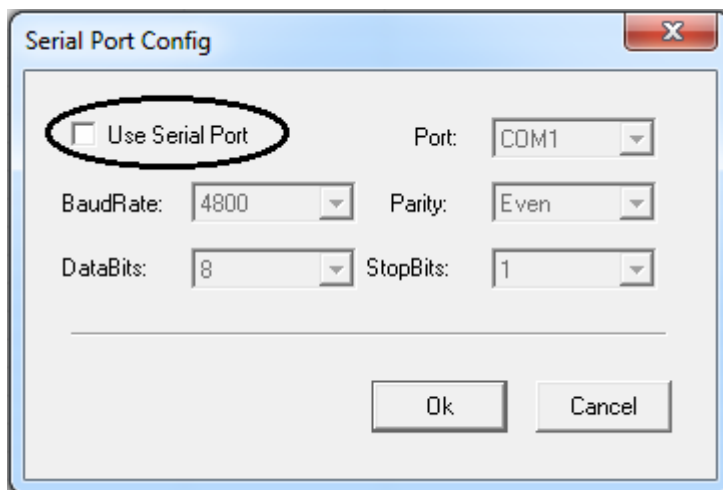 Serial Port Config
Use Serial Port Port: COM1
BaudRate: 4800 Parity: Even
DataBits: 8 StopBits: 1
Ok Cancel